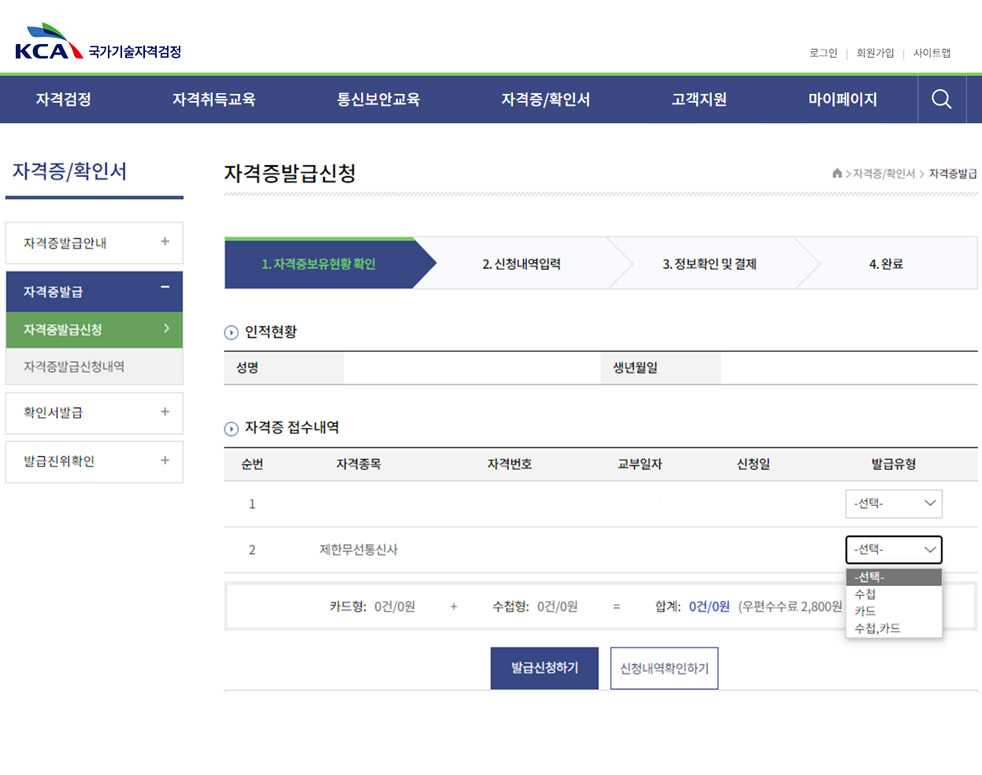 KCA 국가기술자격검정
로그인 | 회원가입 | 사이트맵
자격검정 자격취득교육 통신보안교육 자격증/확인서 고객지원 마이페이지
자격증/확인서
자격증발급안내 +
자격증발급 −
자격증발급신청 >
자격증발급신청내역
확인서발급 +
발급진위확인 +
자격증발급신청
> 자격증/확인서 > 자격증발급
1. 자격증보유현황 확인 2. 신청내역입력 3. 정보확인 및 결제 4. 완료
인적현황
성명 생년월일
자격증 접수내역
순번 자격종목 자격번호 교부일자 신청일 발급유형
1 -선택-
2 제한무선통신사 -선택-
-선택-
수첩
카드
수첩,카드
카드형: 0건/0원 + 수첩형: 0건/0원 = 합계: 0건/0원 (우편수수료 2,800원
발급신청하기 신청내역확인하기